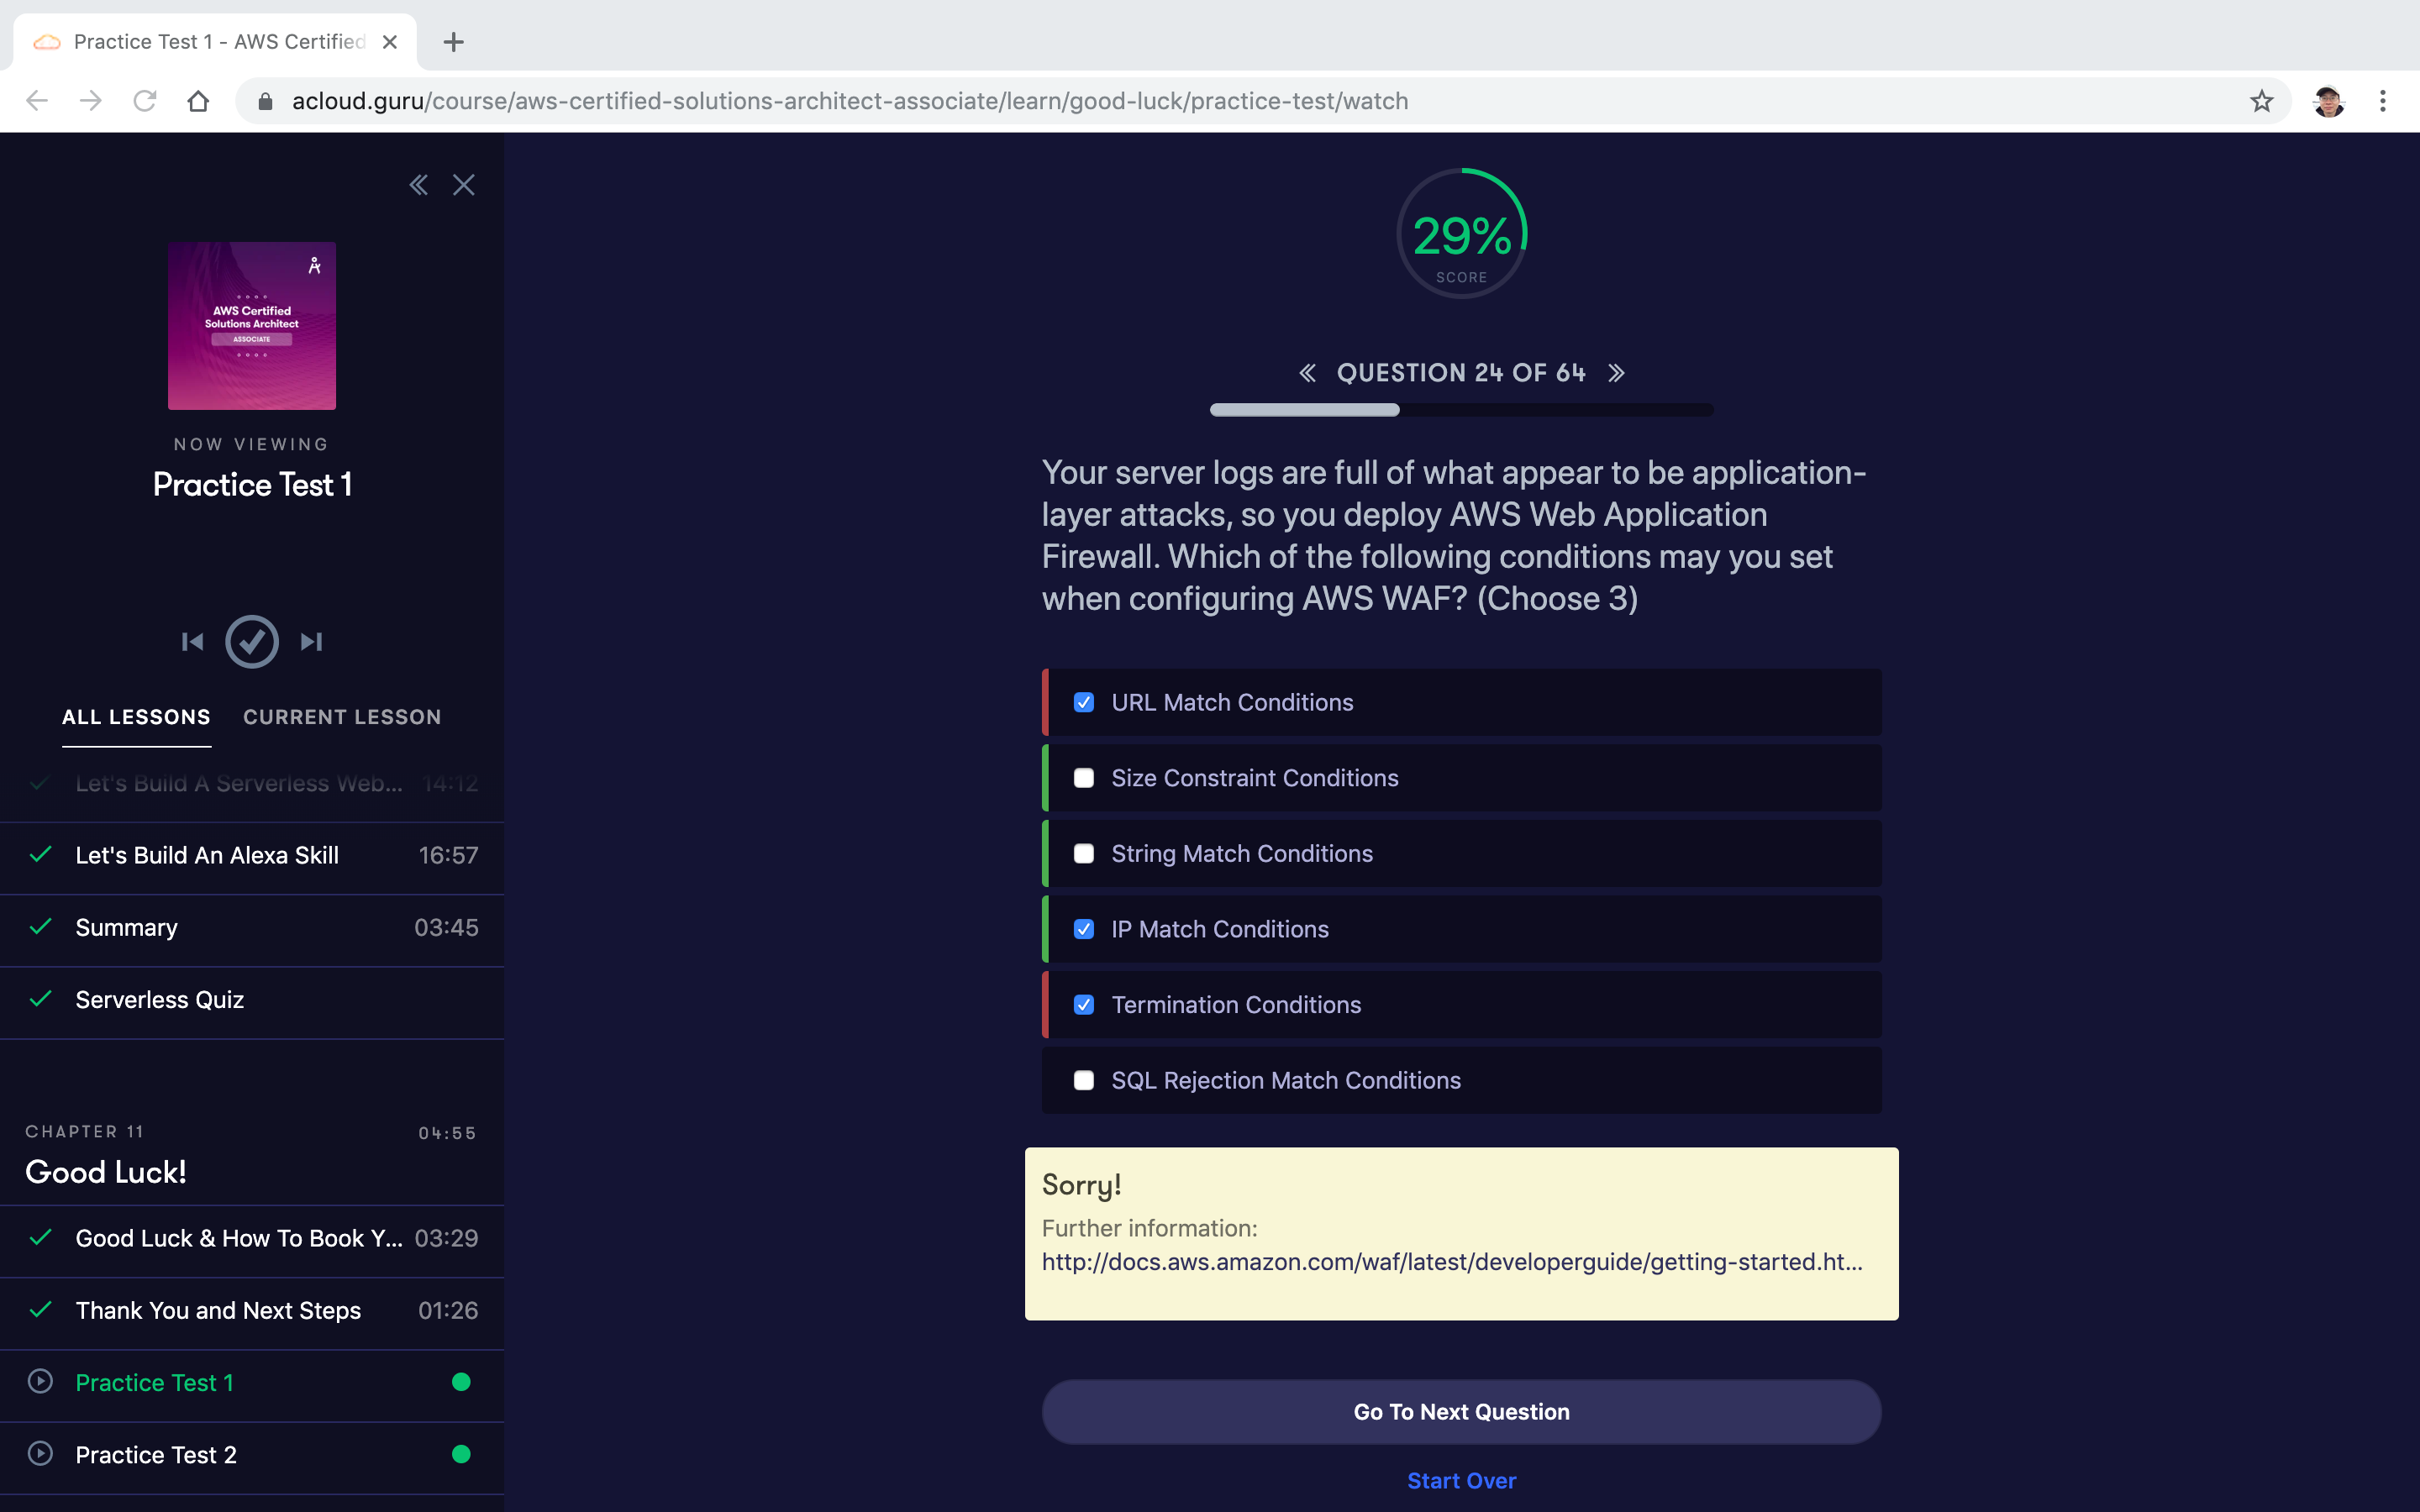 Practice Test 1 - AWS Certified
acloud.guru/course/aws-certified-solutions-architect-associate/learn/good-luck/practice-test/watch
AWS Certified
Solutions Architect
ASSOCIATE
NOW VIEWING
Practice Test 1
ALL LESSONS CURRENT LESSON
Let's Build A Serverless Web... 14:12
Let's Build An Alexa Skill 16:57
Summary 03:45
Serverless Quiz
CHAPTER 11 04:55
Good Luck!
Good Luck & How To Book Y... 03:29
Thank You and Next Steps 01:26
Practice Test 1
Practice Test 2
29%
SCORE
QUESTION 24 OF 64
Your server logs are full of what appear to be application-
layer attacks, so you deploy AWS Web Application
Firewall. Which of the following conditions may you set
when configuring AWS WAF? (Choose 3)
URL Match Conditions
Size Constraint Conditions
String Match Conditions
IP Match Conditions
Termination Conditions
SQL Rejection Match Conditions
Sorry!
Further information:
http://docs.aws.amazon.com/waf/latest/developerguide/getting-started.ht...
Go To Next Question
Start Over